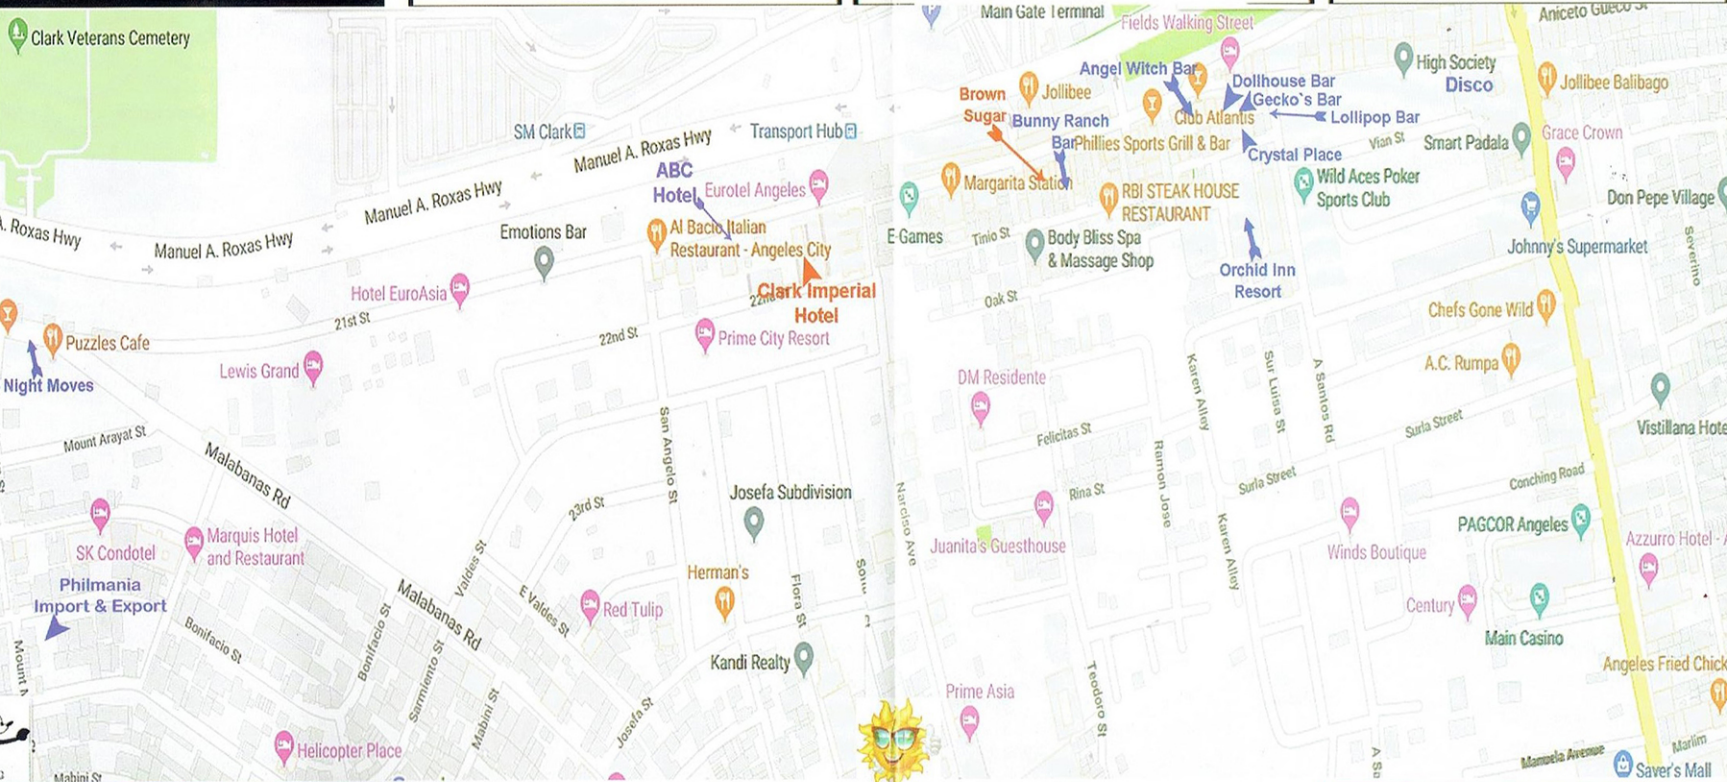 Clark Veterans Cemetery
SM Clark
Manuel A. Roxas Hwy
Transport Hub
Manuel A. Roxas Hwy
Manuel A. Roxas Hwy
Roxas Hwy
ABC
Hotel
Eurotel Angeles
Emotions Bar
Al Bacio Italian
Restaurant - Angeles City
Clark Imperial
Hotel
22nd St
Hotel EuroAsia
21st St
22nd St
Prime City Resort
Puzzles Cafe
Night Moves
Lewis Grand
Mount Arayat St
Malabanas Rd
San Angelo St
23rd St
Josefa Subdivision
SK Condotel
Marquis Hotel
and Restaurant
Philmania
Import & Export
Valdes St
Malabanas Rd
E Valdes St
Red Tulip
Herman's
Flora St
Bonifacio St
Bonifacio St
Sarmiento St
Mabini St
Kandi Realty
Josefa St
Helicopter Place
Mabini St
Mount
Main Gate Terminal
Fields Walking Street
Aniceto Gueco St
Angel Witch Bar
Dollhouse Bar
Gecko`s Bar
Lollipop Bar
High Society
Disco
Jollibee Balibago
Brown
Sugar
Jollibee
Bunny Ranch
Bar
Club Atlantis
Phillies Sports Grill & Bar
Crystal Place
Vian St
Smart Padala
Grace Crown
Margarita Station
RBI STEAK HOUSE
RESTAURANT
Wild Aces Poker
Sports Club
Don Pepe Village
E-Games
Tinio St
Body Bliss Spa
& Massage Shop
Orchid Inn
Resort
Johnny's Supermarket
Severino
Oak St
Chefs Gone Wild
A.C. Rumpa
DM Residente
Karen Alley
Sur Luisa St
A Santos Rd
Felicitas St
Surla Street
Vistillana Hote
Ramon Jose
Rina St
Surla Street
Conching Road
Narciso Ave
Juanita's Guesthouse
Karen Alley
Winds Boutique
PAGCOR Angeles
Azzurro Hotel -
Century
Main Casino
Angeles Fried Chick
Prime Asia
Teodoro St
Manuela Avenue
Marlim
Saver's Mall